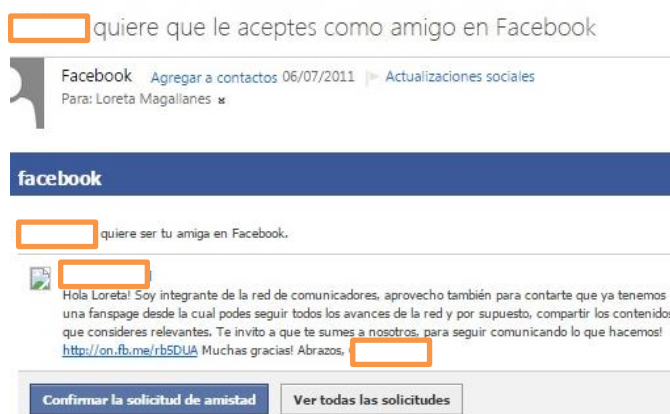 quiere que le aceptes como amigo en Facebook
Facebook Agregar a contactos 06/07/2011 Actualizaciones sociales
Para: Loreta Magallanes
facebook
quiere ser tu amiga en Facebook.
Hola Loreta! Soy integrante de la red de comunicadores, aprovecho también para contarte que ya tenemos
una fanspage desde la cual podes seguir todos los avances de la red y por supuesto, compartir los contenidos
que consideres relevantes. Te invito a que te sumes a nosotros, para seguir comunicando lo que hacemos!
http://on.fb.me/rb5DUA Muchas gracias! Abrazos,
Confirmar la solicitud de amistad Ver todas las solicitudes